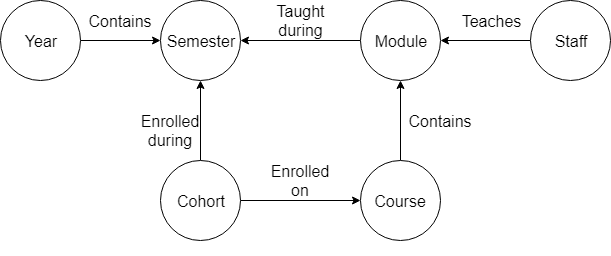 Contains
Taught
during
Teaches
Year
Semester
Module
Staff
Enrolled
during
Contains
Enrolled
on
Cohort
Course